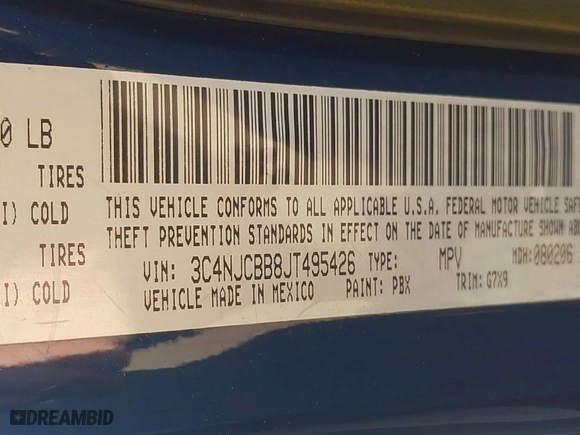 0 LB
TIRES
I) COLD
TIRES
I) COLD
THIS VEHICLE CONFORMS TO ALL APPLICABLE U.S.A. FEDERAL MOTOR VEHICLE SAFE
THEFT PREVENTION STANDARDS IN EFFECT ON THE DATE OF MANUFACTURE SHOWN ABO
VIN: 3C4NJCBB8JT495426 TYPE: MPV MDH: 080206
VEHICLE MADE IN MEXICO PAINT: PBX TRIM: G7X9
DREAMBID